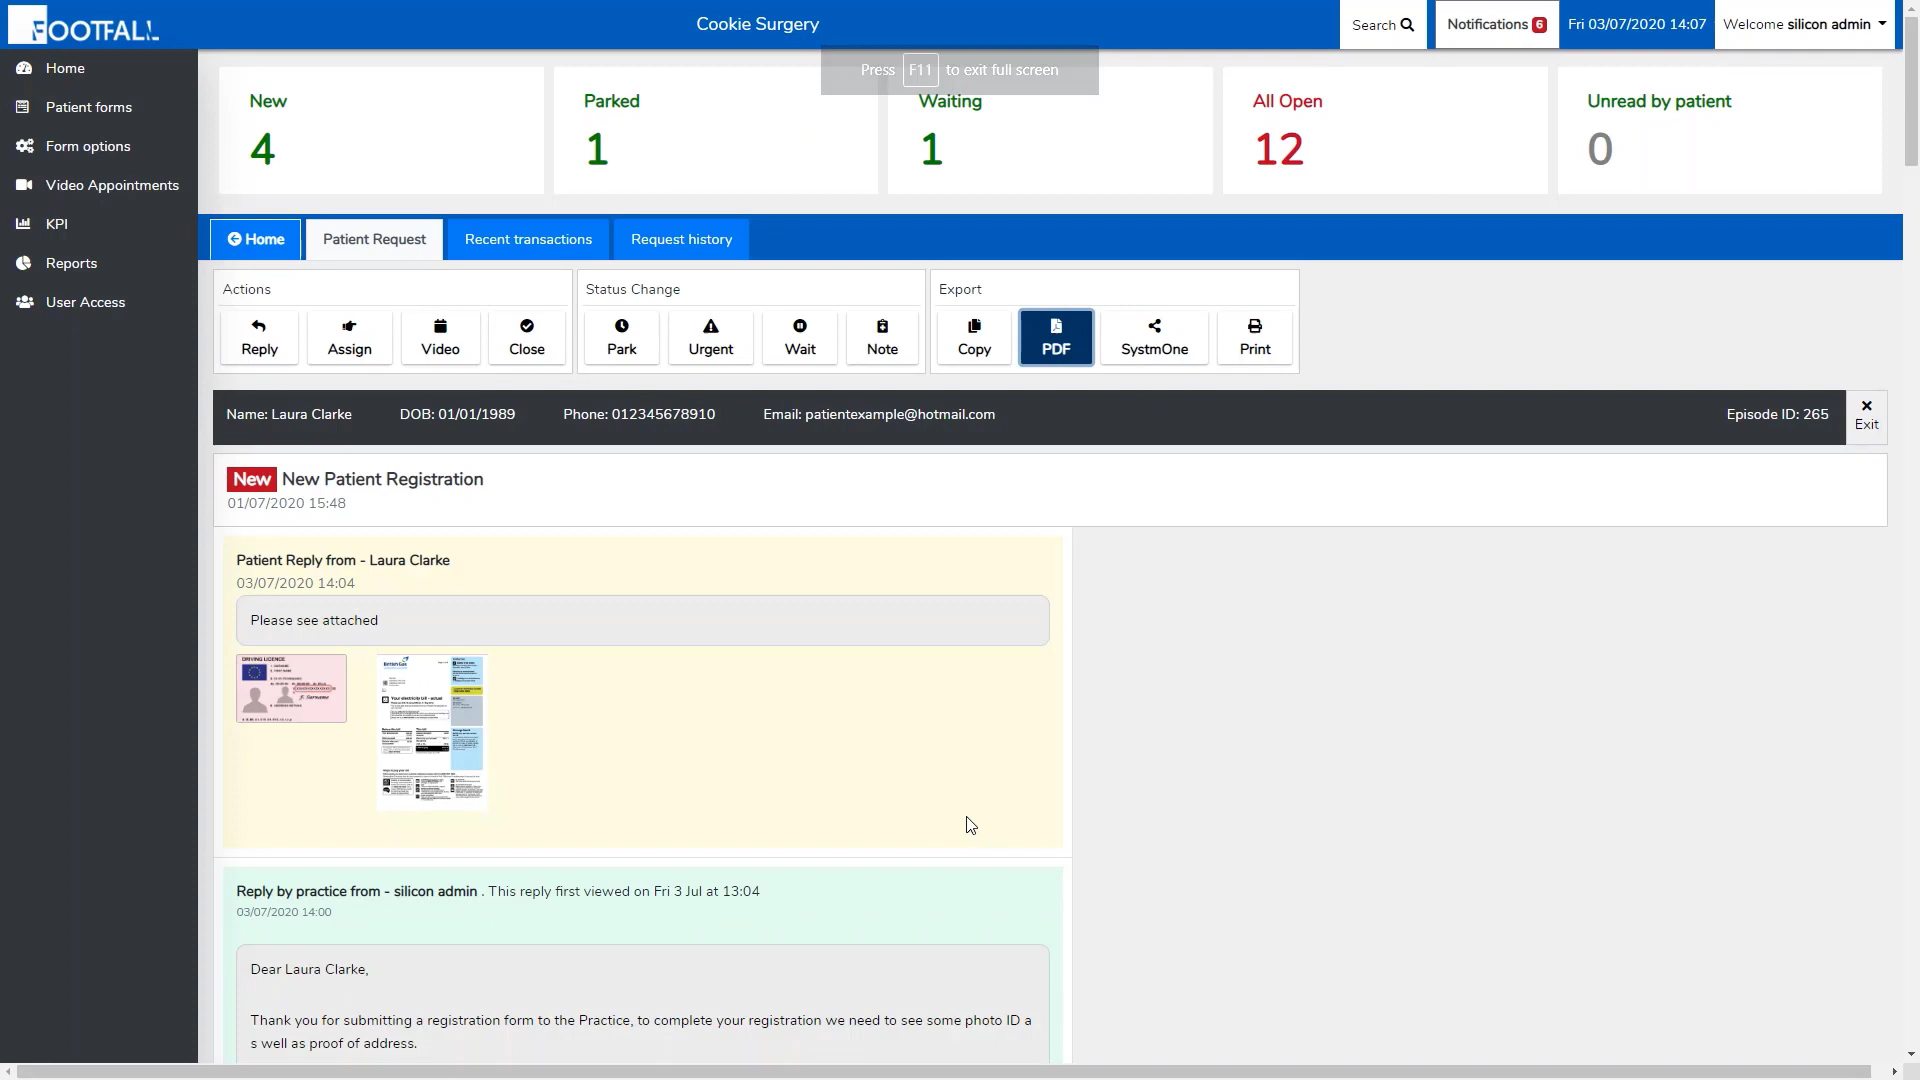 FOOTFALL
Cookie Surgery
Search
Notifications 6
Fri 03/07/2020 14:07
Welcome silicon admin
Press F11 to exit full screen
Home
Patient forms
Form options
Video Appointments
KPI
Reports
User Access
New
4
Parked
1
Waiting
1
All Open
12
Unread by patient
0
Home
Patient Request
Recent transactions
Request history
Actions
Reply
Assign
Video
Close
Status Change
Park
Urgent
Wait
Note
Export
Copy
PDF
SystmOne
Print
Name: Laura Clarke
DOB: 01/01/1989
Phone: 012345678910
Email: patientexample@hotmail.com
Episode ID: 265
Exit
New New Patient Registration
01/07/2020 15:48
Patient Reply from - Laura Clarke
03/07/2020 14:04
Please see attached
DRIVING LICENCE
British Gas
Your electricity bill - actual
Reply by practice from - silicon admin . This reply first viewed on Fri 3 Jul at 13:04
03/07/2020 14:00
Dear Laura Clarke,
Thank you for submitting a registration form to the Practice, to complete your registration we need to see some photo ID a
s well as proof of address.